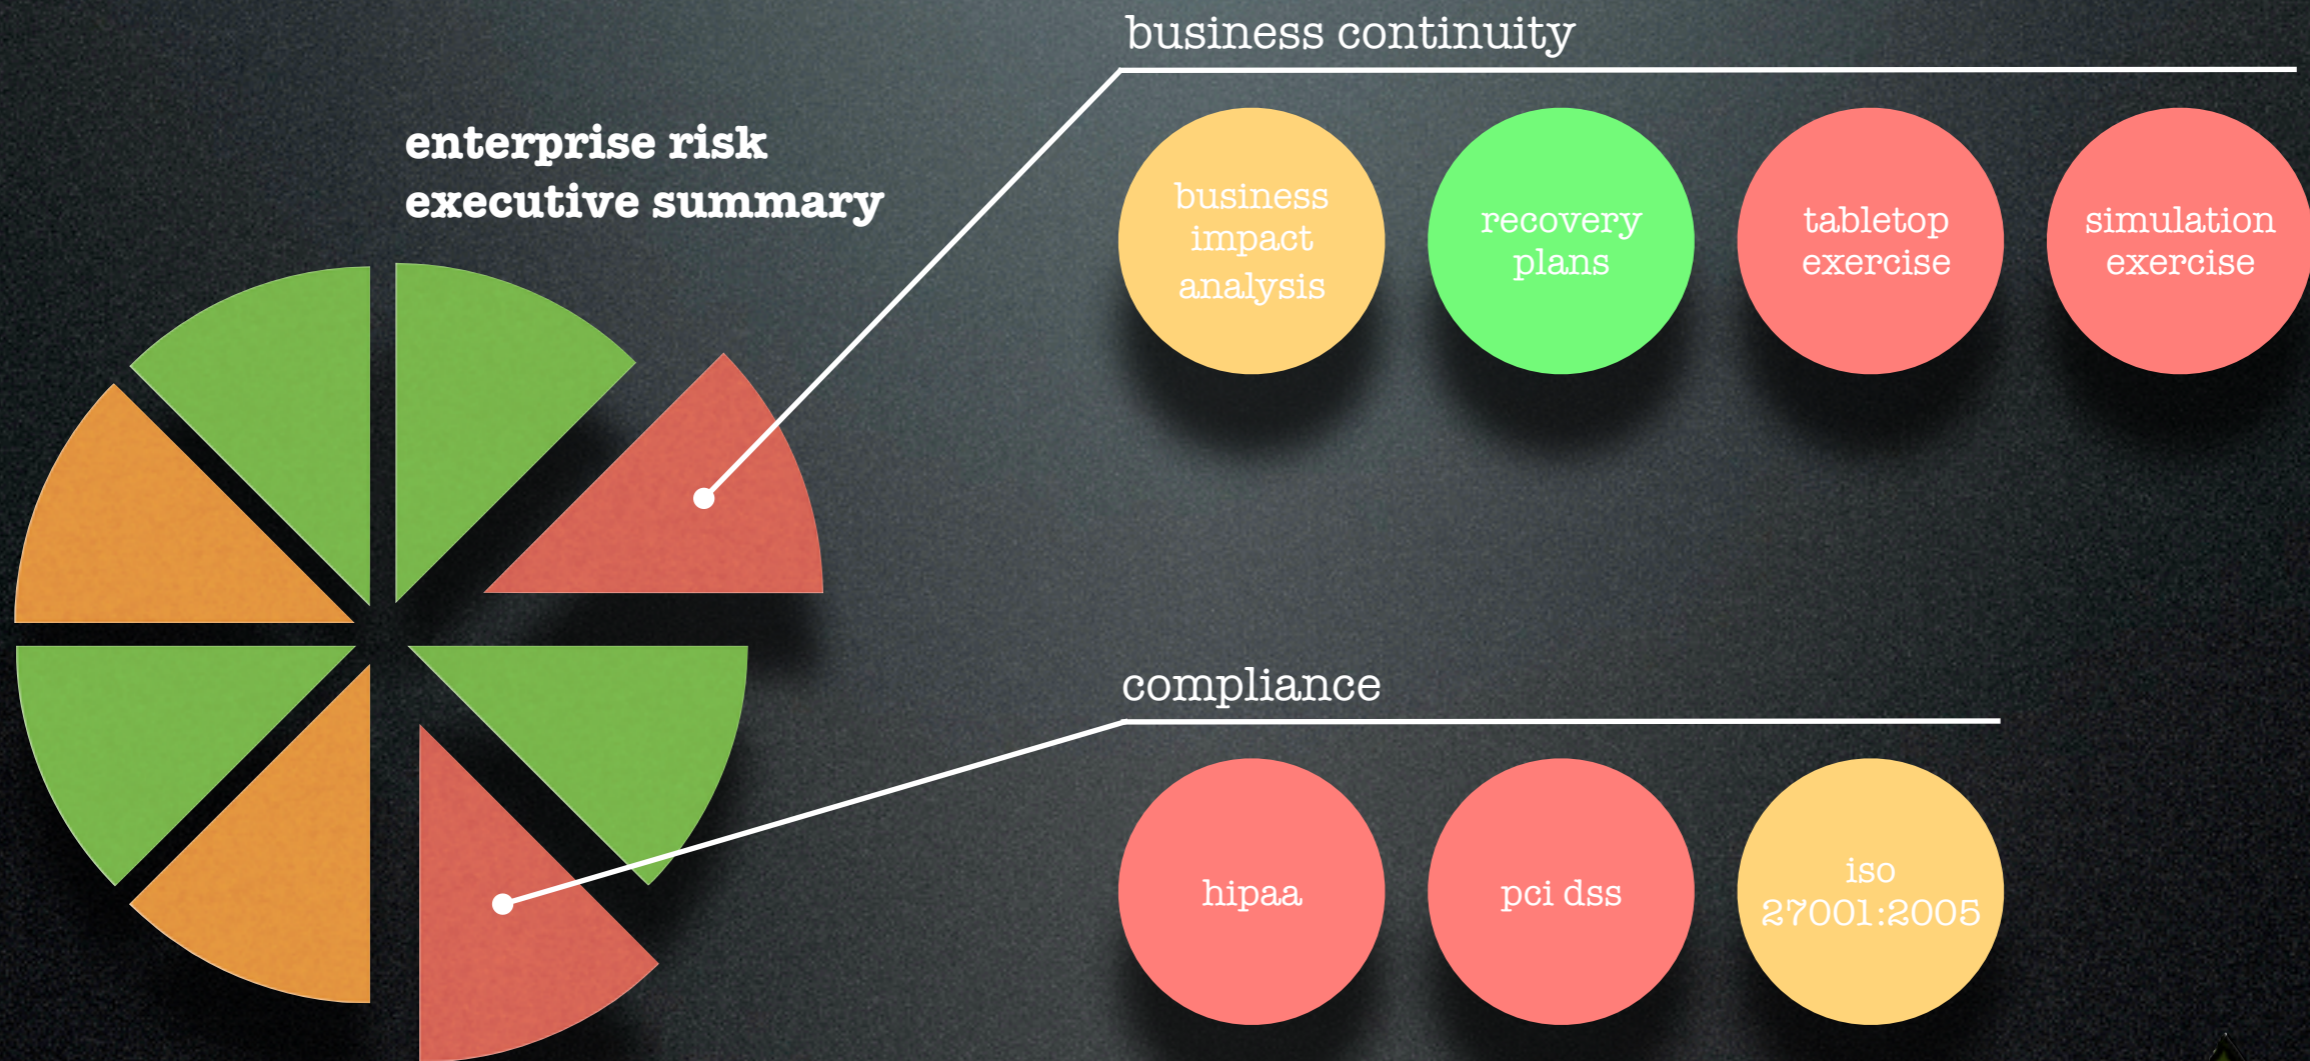 business continuity
enterprise risk
executive summary
business
impact
analysis
recovery
plans
tabletop
exercise
simulation
exercise
compliance
hipaa
pci dss
iso
27001:2005